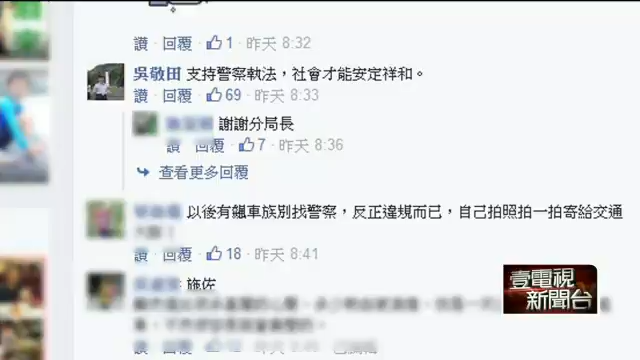 讚 · 回覆 · 1 · 昨天 8:32
吳敬田 支持警察執法，社會才能安定祥和。
讚 · 回覆 · 69 · 昨天 8:33
謝謝分局長
讚 · 回覆 · 7 · 昨天 8:36
查看更多回覆
以後有飆車族別找警察，反正違規而已，自己拍照拍一拍寄給交通
讚 · 回覆 · 18 · 昨天 8:41
: 施佐
讚 · 回覆
壹電視
新聞台